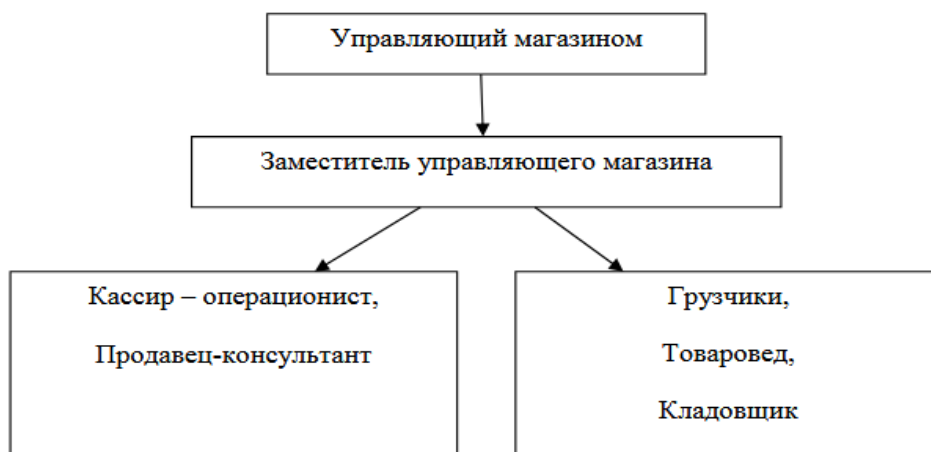 Управляющий магазином
Заместитель управляющего магазина
Кассир – операционист,
Продавец-консультант
Грузчики,
Товаровед,
Кладовщик